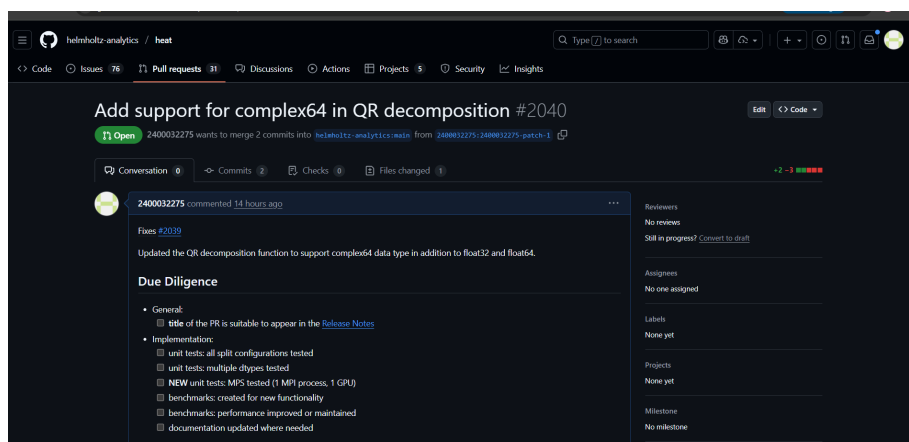 helmholtz-analytics / heat
Type / to search
Code Issues 76 Pull requests 31 Discussions Actions Projects 5 Security Insights
Add support for complex64 in QR decomposition #2040
Edit Code
Open 2400032275 wants to merge 2 commits into helmholtz-analytics:main from 2400032275:2400032275-patch-1
Conversation 0 Commits 2 Checks 0 Files changed 1
+2 −3
2400032275 commented 14 hours ago
Fixes #2039
Updated the QR decomposition function to support complex64 data type in addition to float32 and float64.
Due Diligence
• General:
title of the PR is suitable to appear in the Release Notes
• Implementation:
unit tests: all split configurations tested
unit tests: multiple dtypes tested
NEW unit tests: MPS tested (1 MPI process, 1 GPU)
benchmarks: created for new functionality
benchmarks: performance improved or maintained
documentation updated where needed
Reviewers
No reviews
Still in progress? Convert to draft
Assignees
No one assigned
Labels
None yet
Projects
None yet
Milestone
No milestone